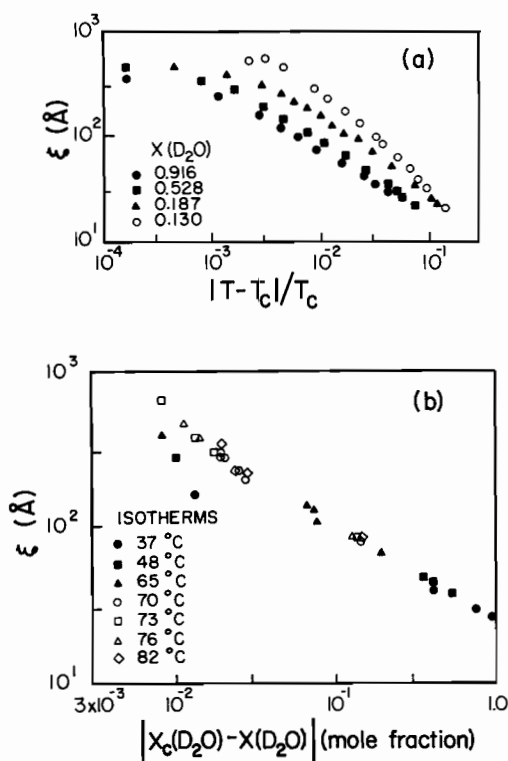 (a)
10³
10²
10¹
ξ (Å)
X(D₂O)
● 0.916
■ 0.528
▲ 0.187
○ 0.130
10⁻⁴ 10⁻³ 10⁻² 10⁻¹
|T-T_C|/T_C
(b)
10³
10²
10¹
ξ (Å)
ISOTHERMS
● 37 °C
■ 48 °C
▲ 65 °C
○ 70 °C
□ 73 °C
△ 76 °C
◇ 82 °C
3x10⁻³ 10⁻² 10⁻¹ 1.0
|X_C(D₂O)-X(D₂O)| (mole fraction)